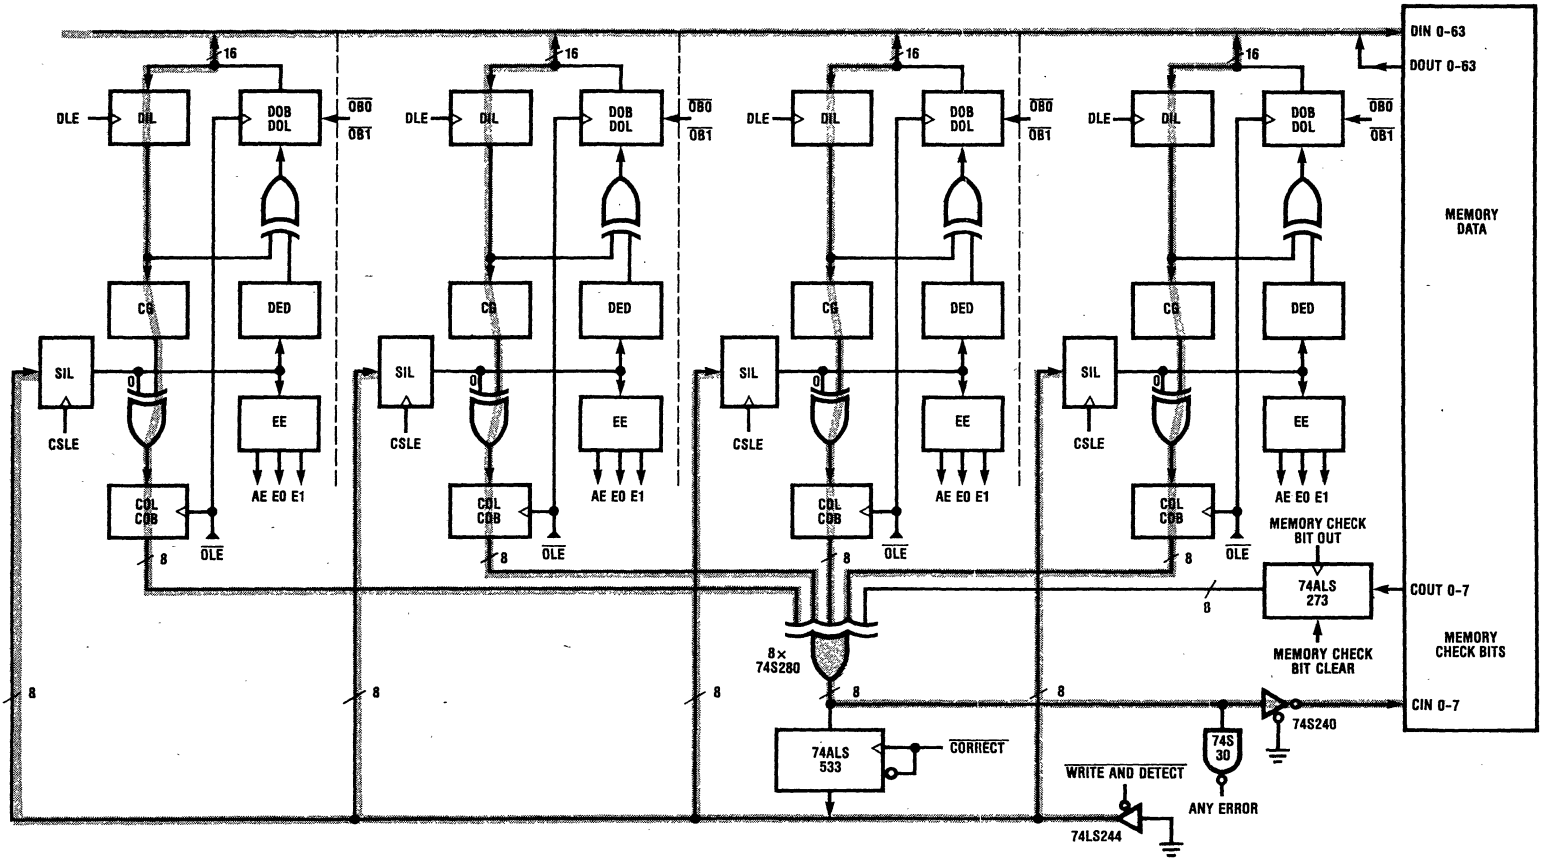 DIN 0-63
16
16
16
16
DOUT 0-63
DLE
DIL
DOB
DOL
OB0
OB1
DLE
DIL
DOB
DOL
OB0
OB1
DLE
DIL
DOB
DOL
OB0
OB1
DLE
DIL
DOB
DOL
OB0
OB1
MEMORY
DATA
CG
DED
CG
DED
CG
DED
CG
DED
SIL
0
SIL
0
SIL
0
SIL
0
CSLE
EE
CSLE
EE
CSLE
EE
CSLE
EE
AE E0 E1
AE E0 E1
AE E0 E1
AE E0 E1
COL
COB
COL
COB
COL
COB
COL
COB
OLE
OLE
OLE
OLE
MEMORY CHECK
BIT OUT
8
8
8
8
74ALS
273
COUT 0-7
8
MEMORY CHECK
BIT CLEAR
MEMORY
CHECK BITS
8×
74S280
8
8
8
8
8
CIN 0-7
74S240
74ALS
533
CORRECT
74S
30
WRITE AND DETECT
ANY ERROR
74LS244